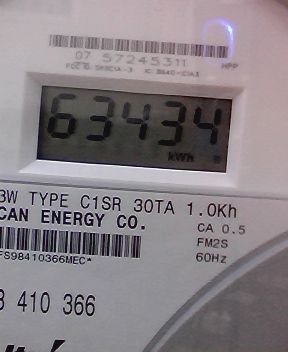 07 57245311
HPP
63434
kWh
3W TYPE C1SR 30TA 1.0Kh
CAN ENERGY CO.
CA 0.5
FM2S
FS98410366MEC*
60Hz
410 366